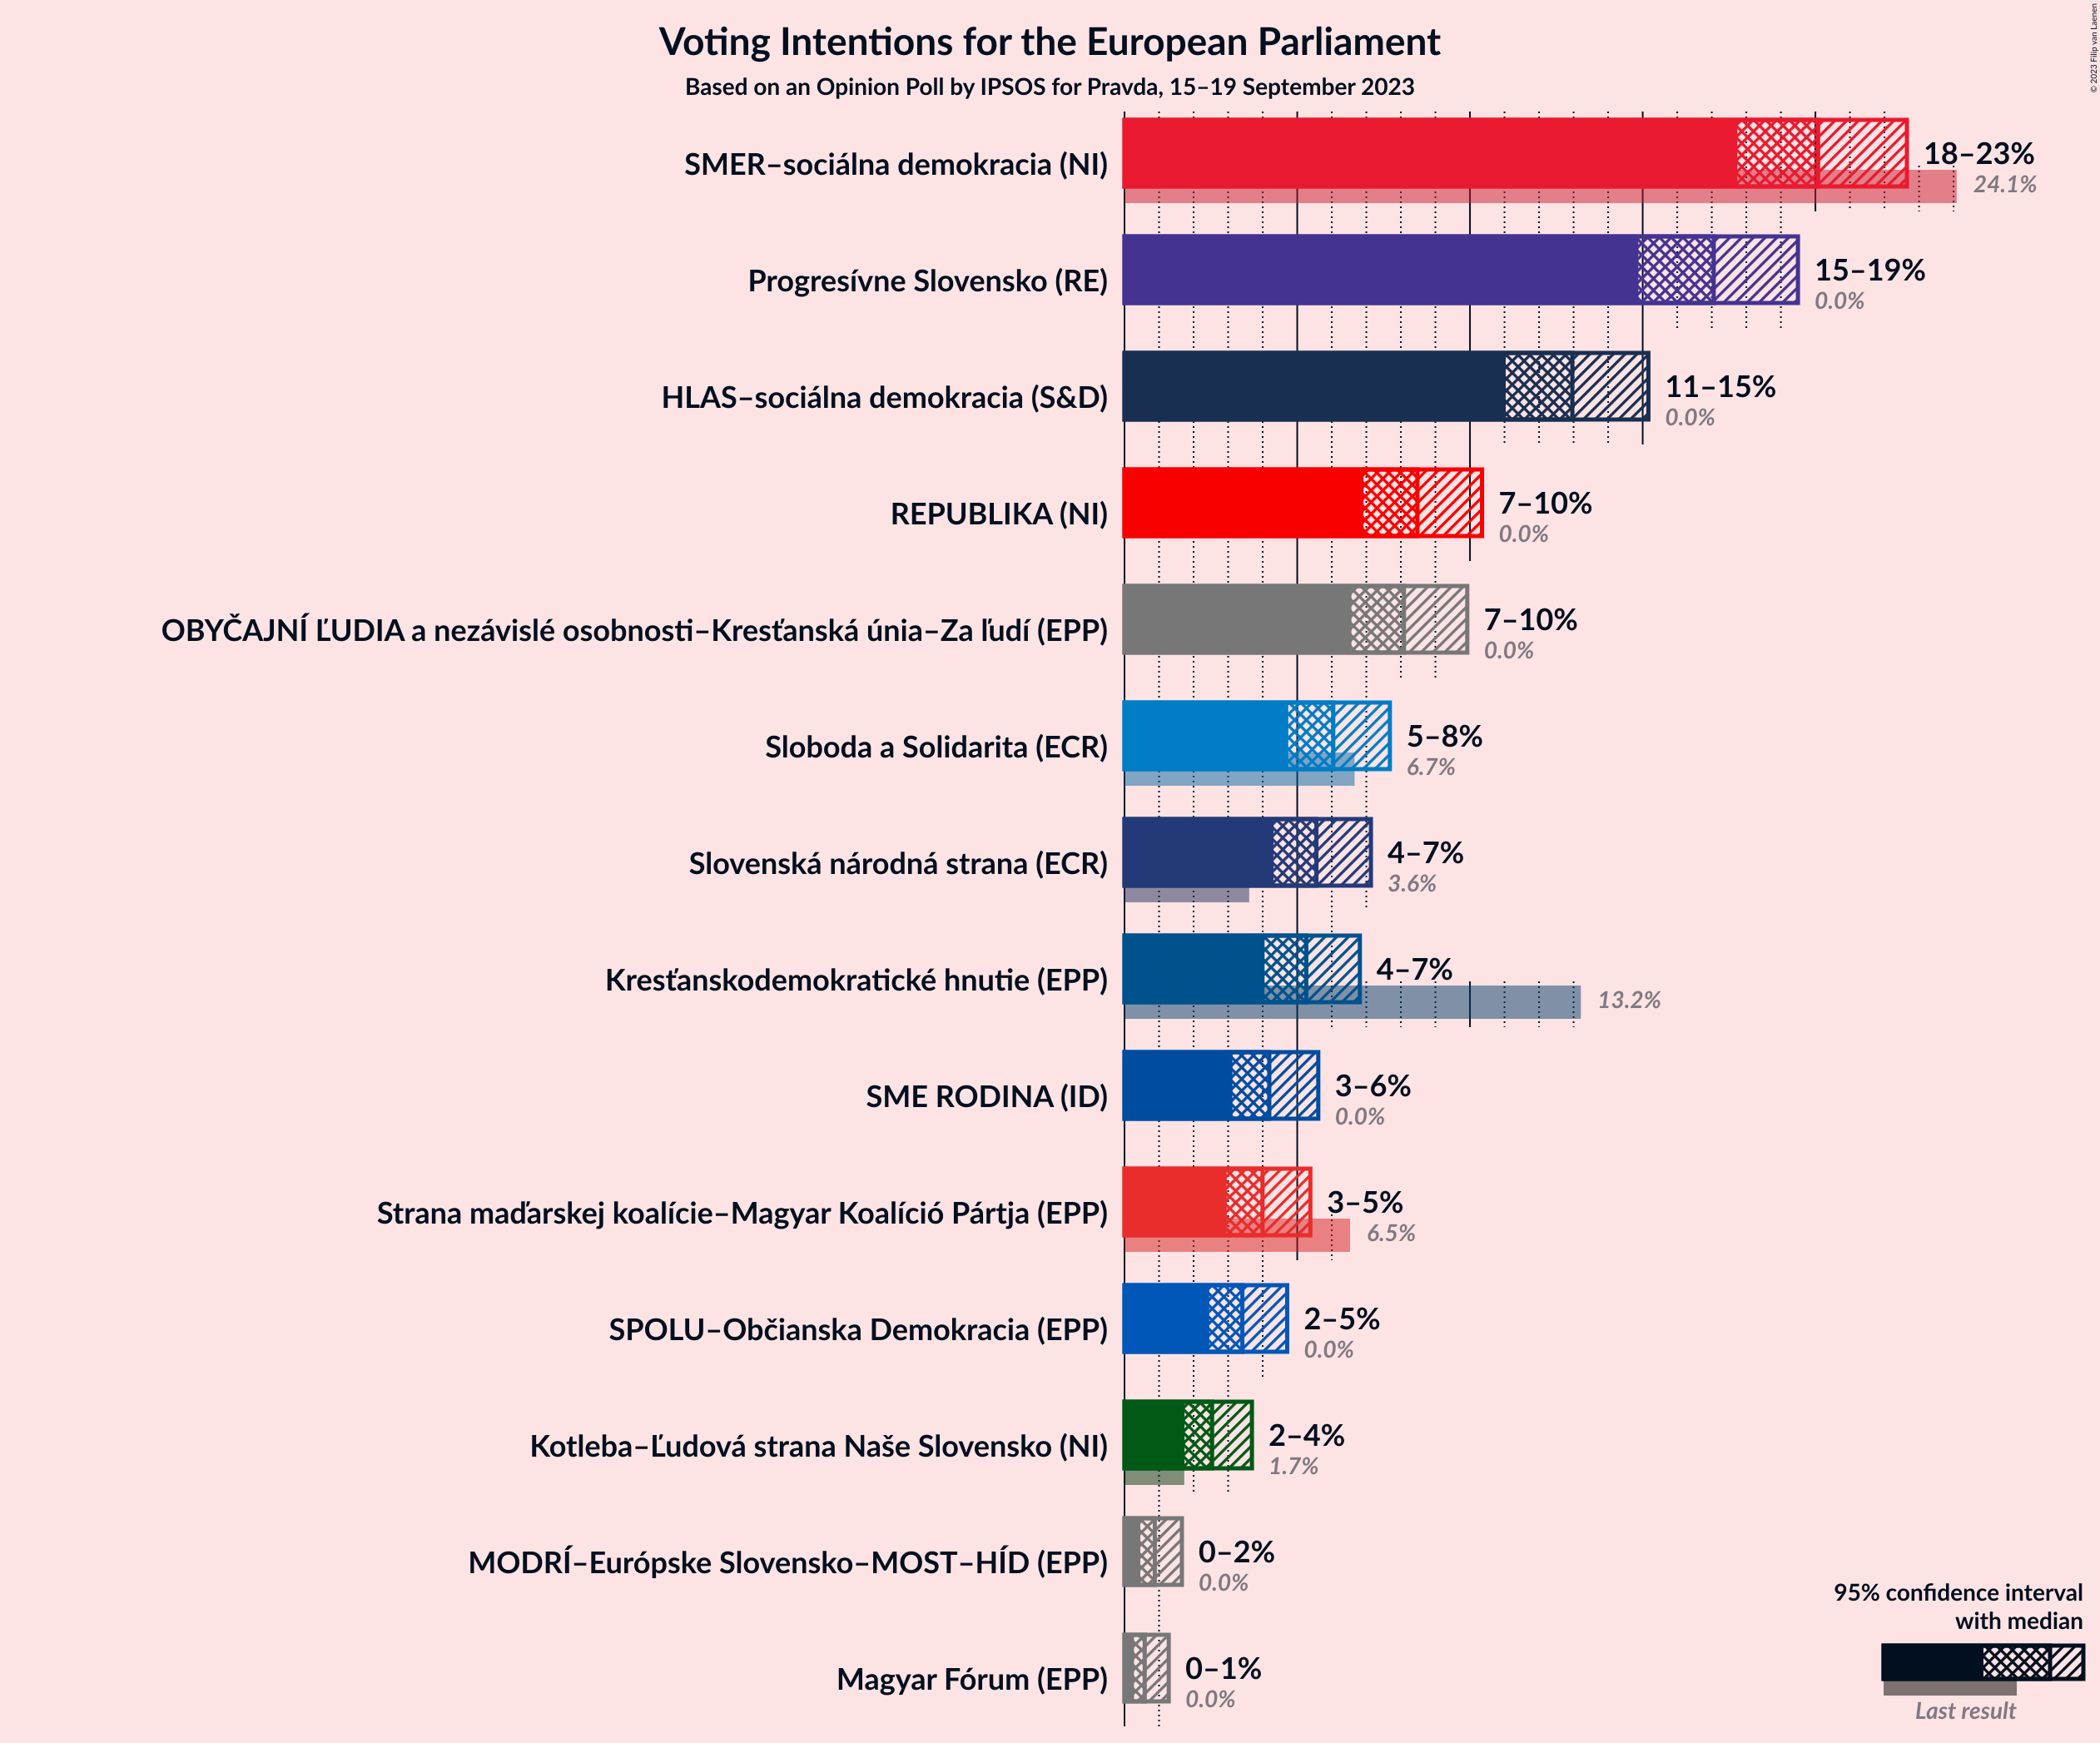 Voting Intentions for the European Parliament
Based on an Opinion Poll by IPSOS for Pravda, 15–19 September 2023
© 2023 Filip van Laenen
SMER–sociálna demokracia (NI)
18–23%
24.1%
Progresívne Slovensko (RE)
15–19%
0.0%
HLAS–sociálna demokracia (S&D)
11–15%
0.0%
REPUBLIKA (NI)
7–10%
0.0%
OBYČAJNÍ ĽUDIA a nezávislé osobnosti–Kresťanská únia–Za ľudí (EPP)
7–10%
0.0%
Sloboda a Solidarita (ECR)
5–8%
6.7%
Slovenská národná strana (ECR)
4–7%
3.6%
Kresťanskodemokratické hnutie (EPP)
4–7%
13.2%
SME RODINA (ID)
3–6%
0.0%
Strana maďarskej koalície–Magyar Koalíció Pártja (EPP)
3–5%
6.5%
SPOLU–Občianska Demokracia (EPP)
2–5%
0.0%
Kotleba–Ľudová strana Naše Slovensko (NI)
2–4%
1.7%
MODRÍ–Európske Slovensko–MOST–HÍD (EPP)
0–2%
0.0%
Magyar Fórum (EPP)
0–1%
0.0%
95% confidence interval
with median
Last result